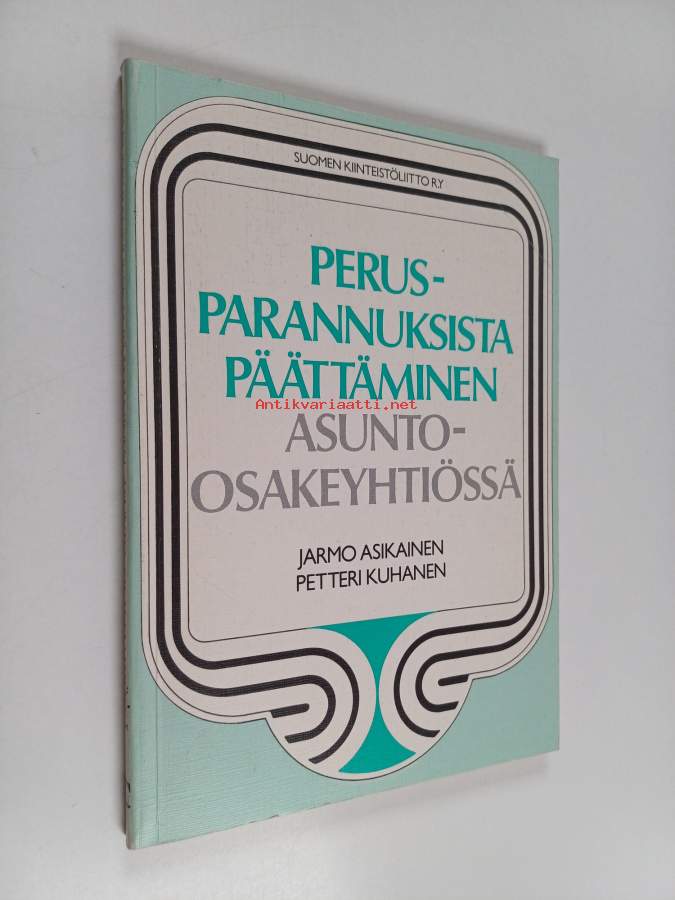 SUOMEN KIINTEISTÖLIITTO R.Y
PERUS-
PARANNUKSISTA
PÄÄTTÄMINEN
Antikvariaatti.net
ASUNTO-
OSAKEYHTIÖSSÄ
JARMO ASIKAINEN
PETTERI KUHANEN